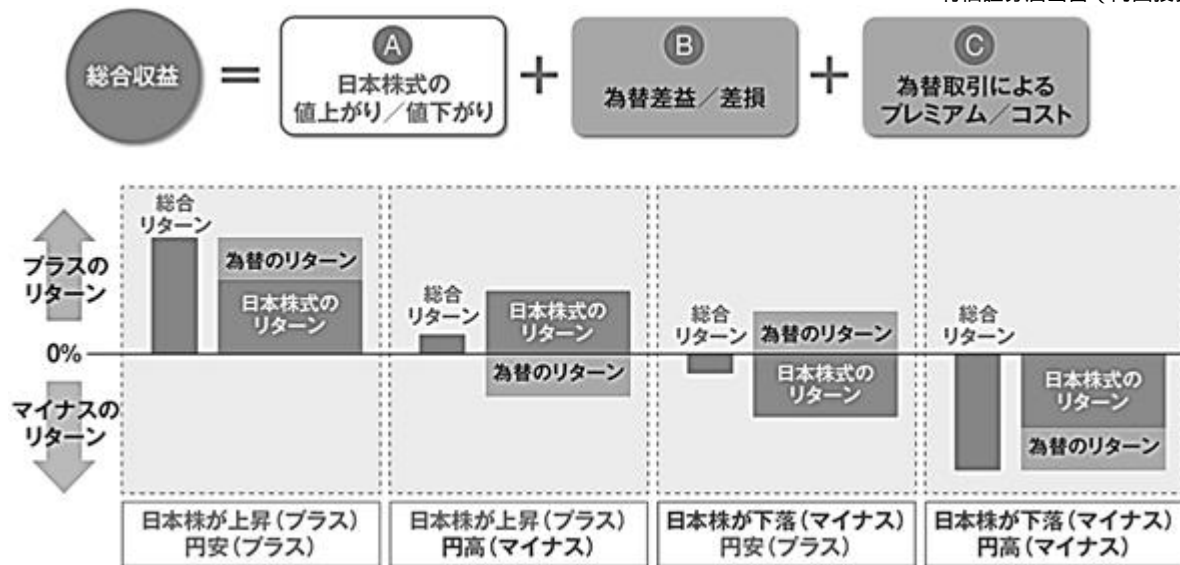 総合収益
=
A
日本株式の
値上がり／値下がり
+
B
為替差益／差損
+
C
為替取引による
プレミアム／コスト
プラスの
リターン
0%
マイナスの
リターン
総合
リターン
為替のリターン
日本株式の
リターン
日本株が上昇（プラス）
円安（プラス）
総合
リターン
日本株式の
リターン
為替のリターン
日本株が上昇（プラス）
円高（マイナス）
総合
リターン
為替のリターン
日本株式の
リターン
日本株が下落（マイナス）
円安（プラス）
総合
リターン
日本株式の
リターン
為替のリターン
日本株が下落（マイナス）
円高（マイナス）